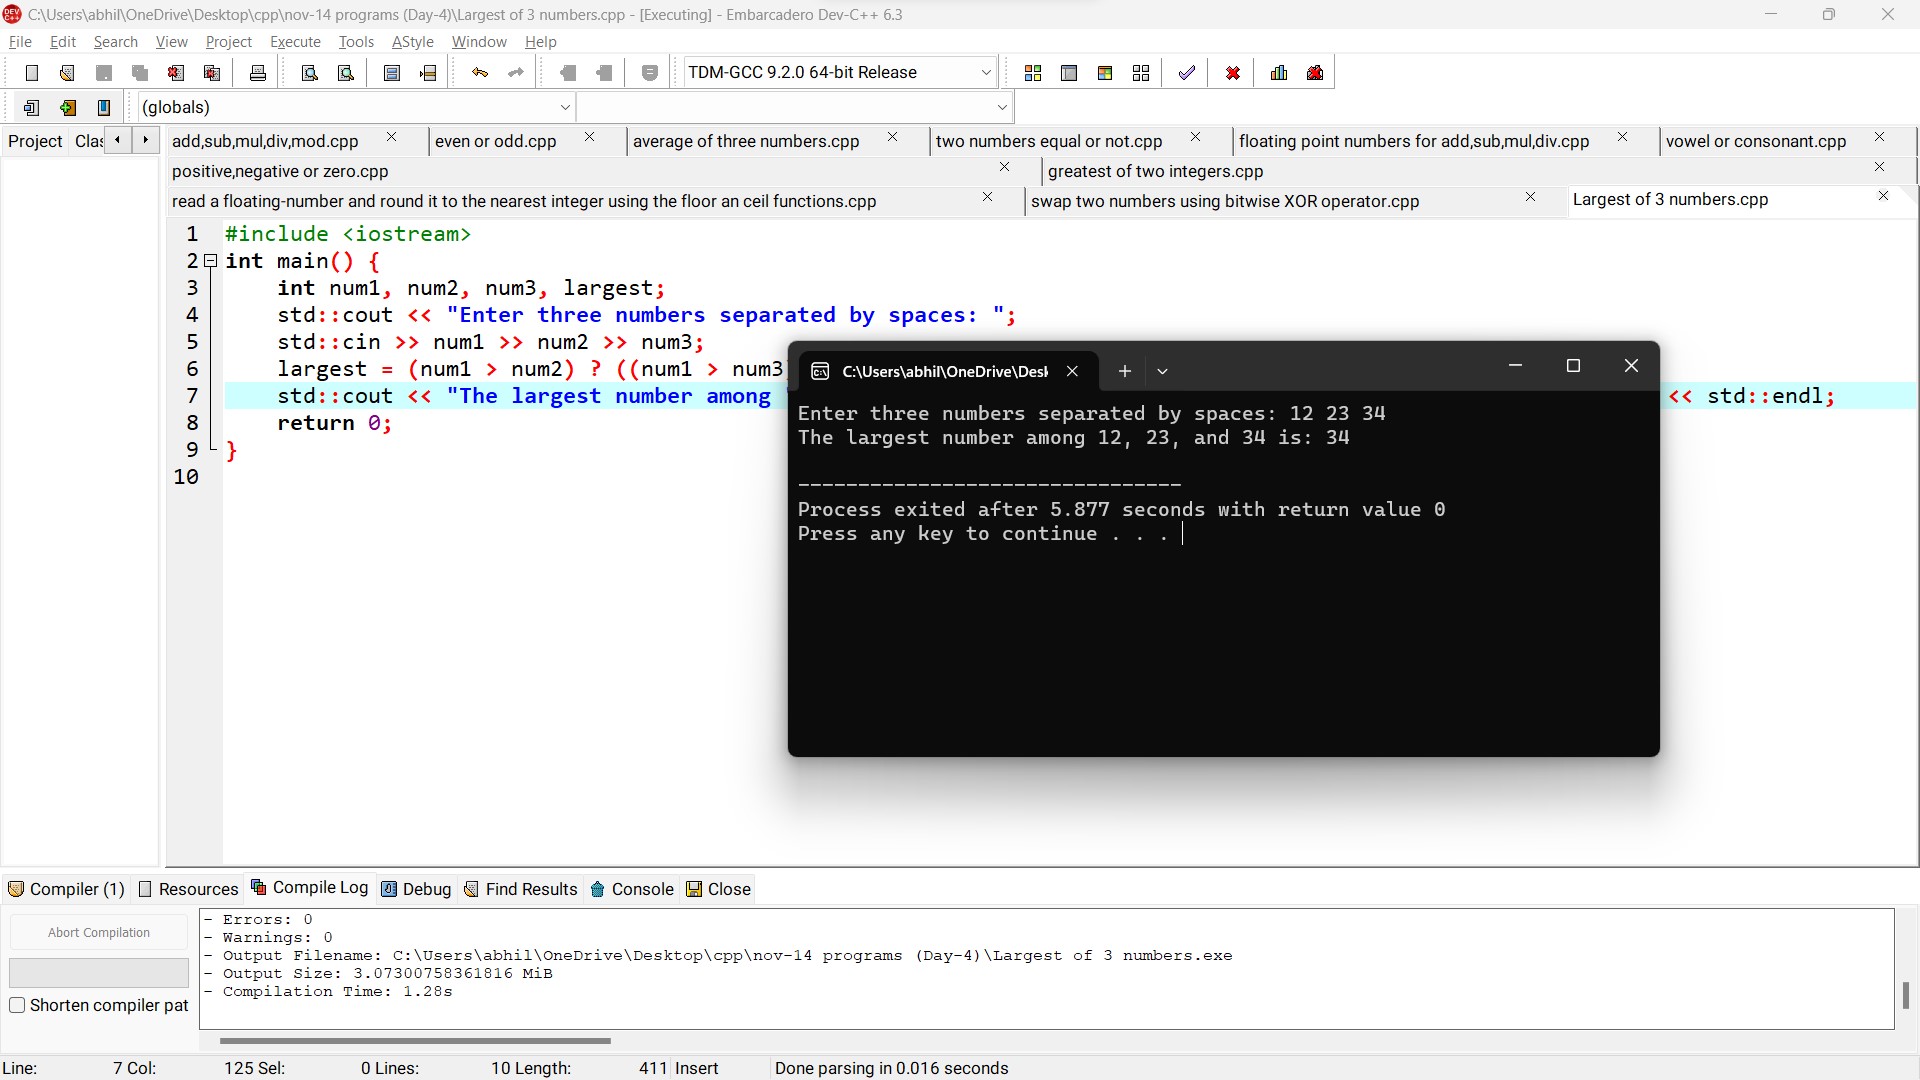 C:\Users\abhil\OneDrive\Desktop\cpp\nov-14 programs (Day-4)\Largest of 3 numbers.cpp - [Executing] - Embarcadero Dev-C++ 6.3
File Edit Search View Project Execute Tools AStyle Window Help
TDM-GCC 9.2.0 64-bit Release
(globals)
Project Clas add,sub,mul,div,mod.cpp even or odd.cpp average of three numbers.cpp two numbers equal or not.cpp floating point numbers for add,sub,mul,div.cpp vowel or consonant.cpp
positive,negative or zero.cpp greatest of two integers.cpp
read a floating-number and round it to the nearest integer using the floor an ceil functions.cpp swap two numbers using bitwise XOR operator.cpp Largest of 3 numbers.cpp
1 #include <iostream>
2 int main() {
3 int num1, num2, num3, largest;
4 std::cout << "Enter three numbers separated by spaces: ";
5 std::cin >> num1 >> num2 >> num3;
6 largest = (num1 > num2) ? ((num1 > num3
7 std::cout << "The largest number among << std::endl;
8 return 0;
9 }
10
C:\Users\abhil\OneDrive\Desk
Enter three numbers separated by spaces: 12 23 34
The largest number among 12, 23, and 34 is: 34
--------------------------------
Process exited after 5.877 seconds with return value 0
Press any key to continue . . .
Compiler (1) Resources Compile Log Debug Find Results Console Close
Abort Compilation
Shorten compiler pat
- Errors: 0
- Warnings: 0
- Output Filename: C:\Users\abhil\OneDrive\Desktop\cpp\nov-14 programs (Day-4)\Largest of 3 numbers.exe
- Output Size: 3.07300758361816 MiB
- Compilation Time: 1.28s
Line: 7 Col: 125 Sel: 0 Lines: 10 Length: 411 Insert Done parsing in 0.016 seconds